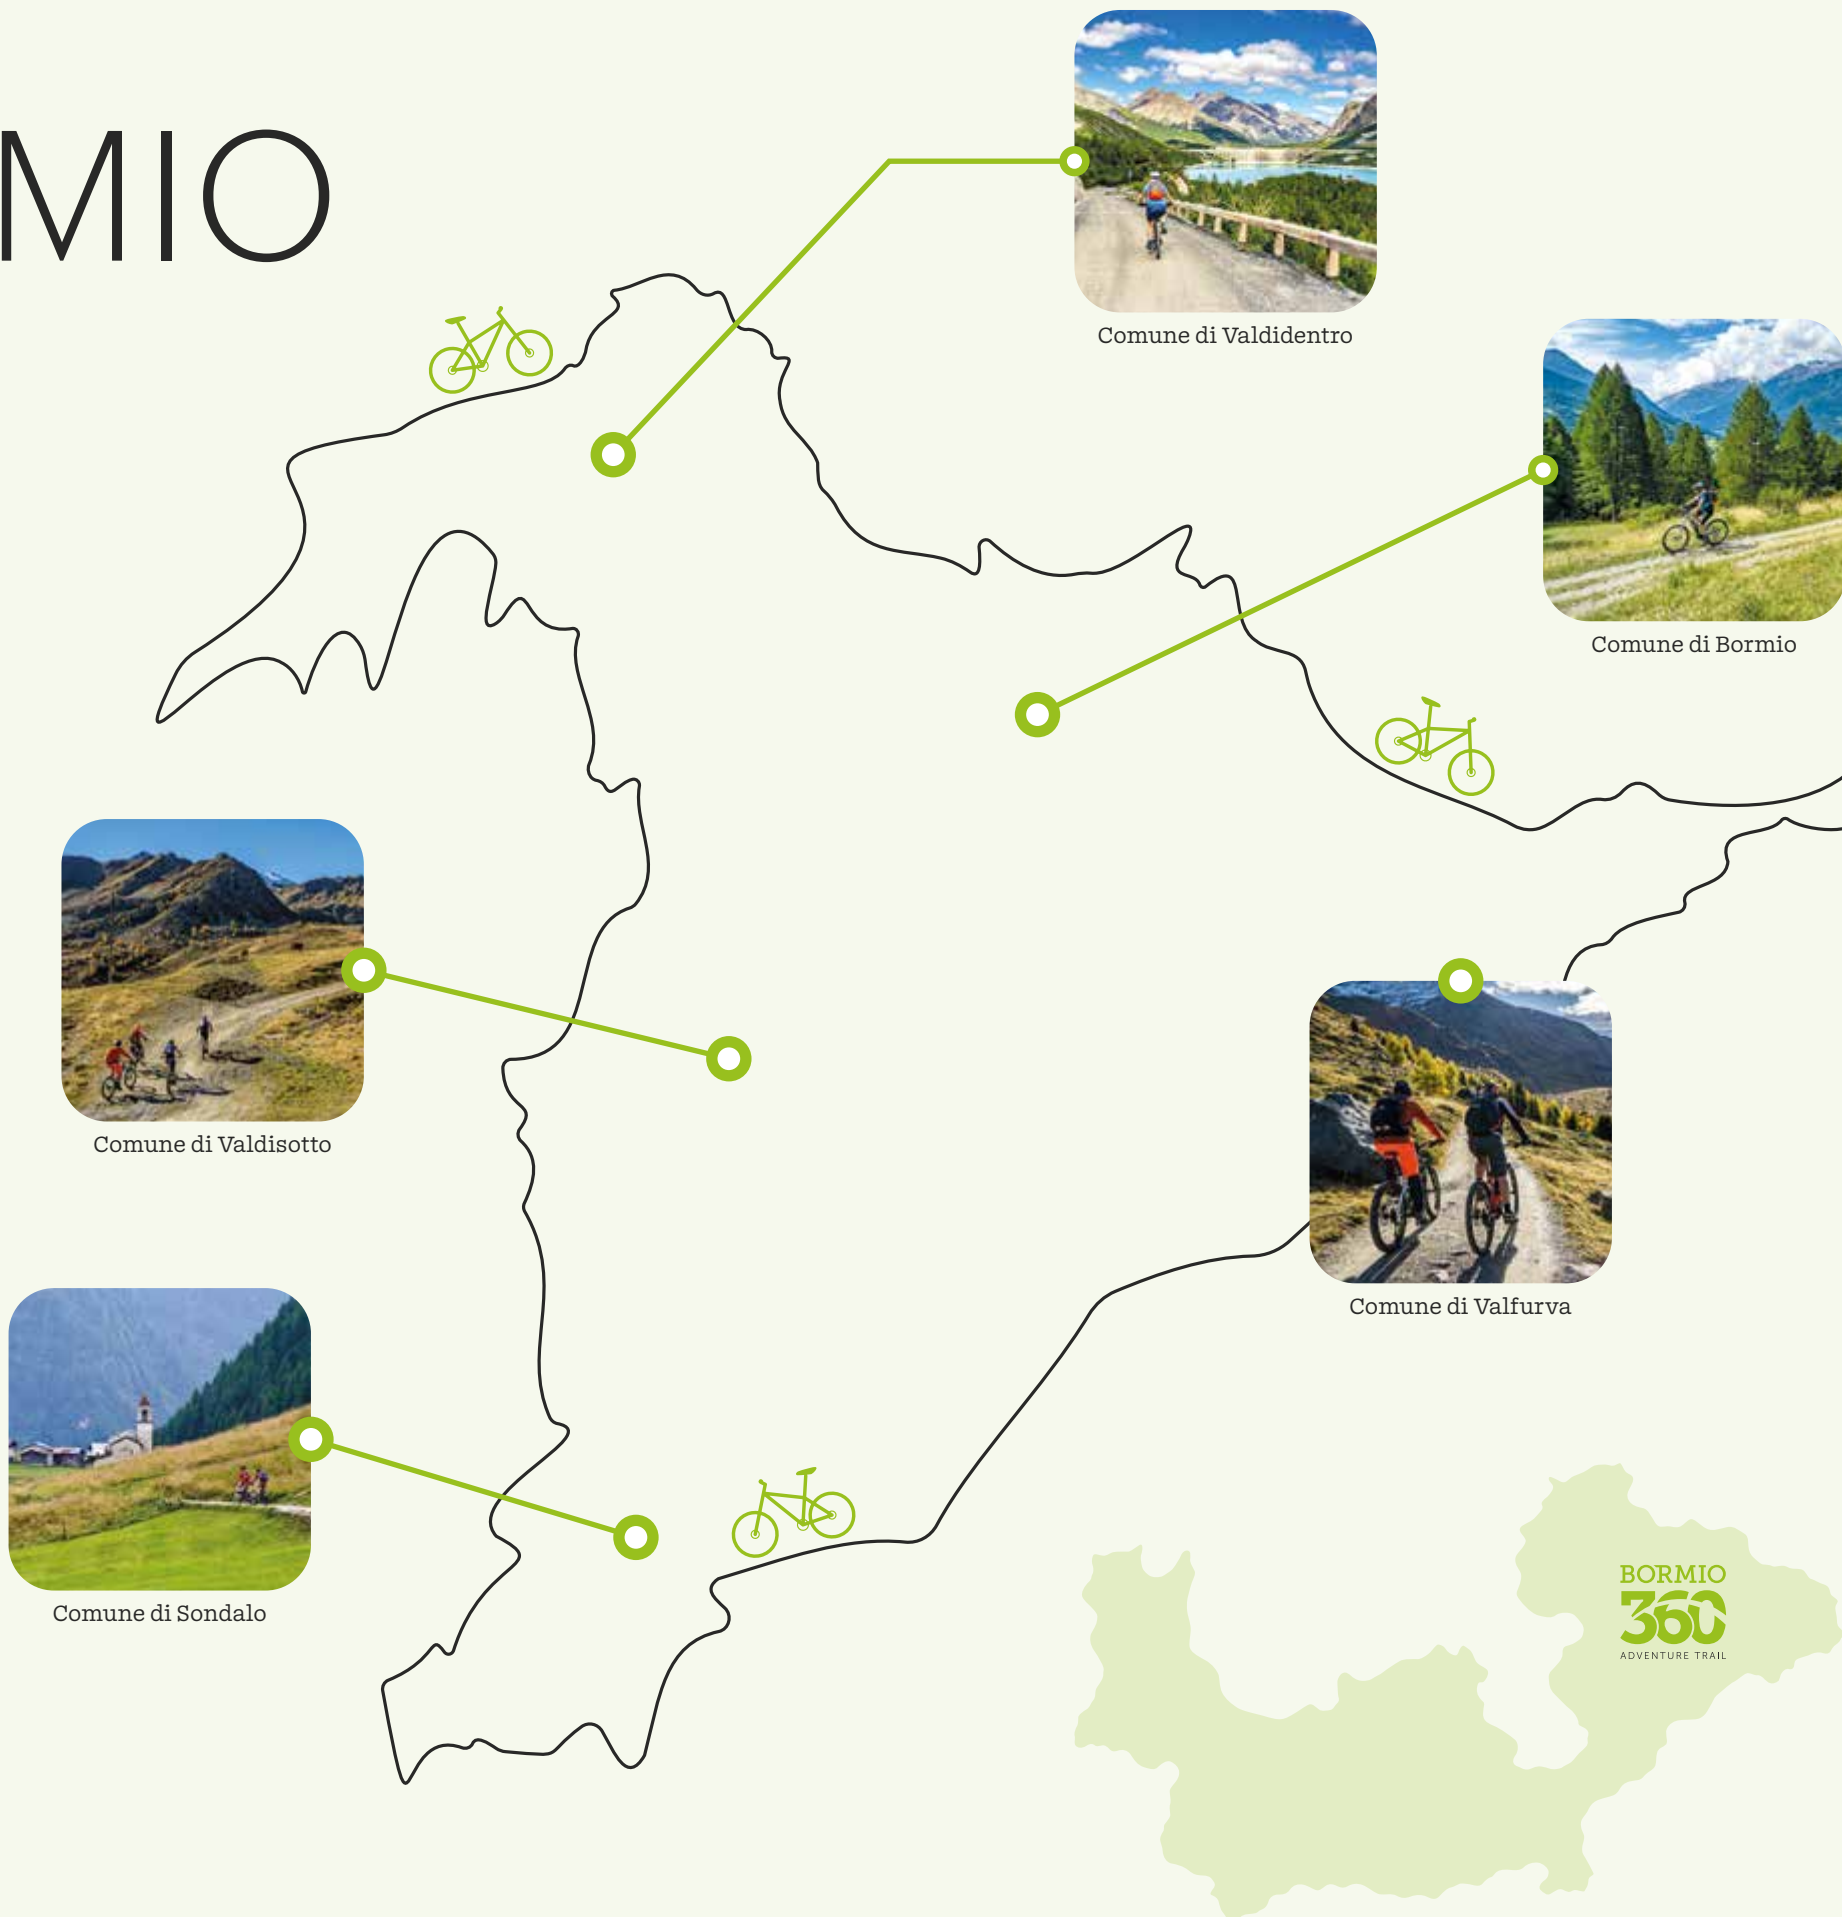 MIO
Comune di Valdidentro
Comune di Bormio
Comune di Valdisotto
Comune di Valfurva
Comune di Sondalo
BORMIO
360
ADVENTURE TRAIL